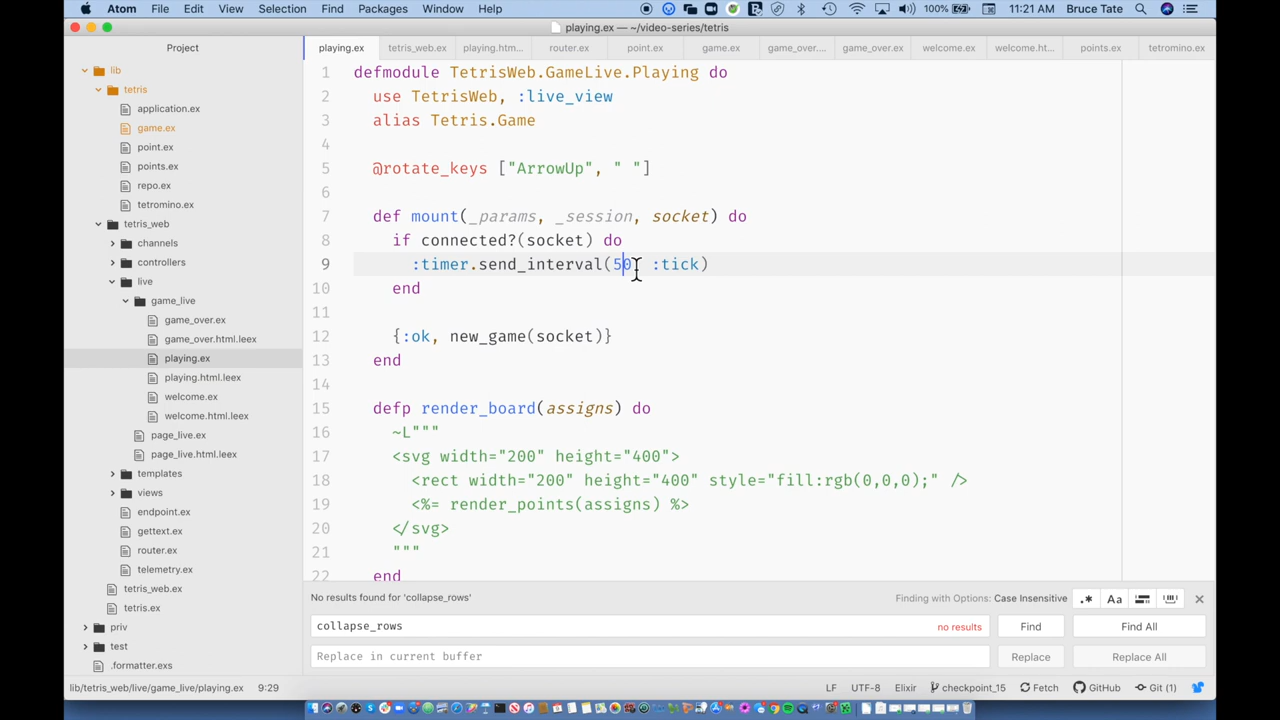 Atom File Edit View Selection Find Packages Window Help 100% 11:21 AM Bruce Tate
playing.ex — ~/video-series/tetris
Project
playing.ex tetris_web.ex playing.htm... router.ex point.ex game.ex game_over.... game_over.ex welcome.ex welcome.ht... points.ex tetromino.ex
lib
tetris
application.ex
game.ex
point.ex
points.ex
repo.ex
tetromino.ex
tetris_web
channels
controllers
live
game_live
game_over.ex
game_over.html.leex
playing.ex
playing.html.leex
welcome.ex
welcome.html.leex
page_live.ex
page_live.html.leex
templates
views
endpoint.ex
gettext.ex
router.ex
telemetry.ex
tetris_web.ex
tetris.ex
priv
test
.formatter.exs
1 defmodule TetrisWeb.GameLive.Playing do
2 use TetrisWeb, :live_view
3 alias Tetris.Game
4
5 @rotate_keys ["ArrowUp", " "]
6
7 def mount(_params, _session, socket) do
8 if connected?(socket) do
9 :timer.send_interval(50, :tick)
10 end
11
12 {:ok, new_game(socket)}
13 end
14
15 defp render_board(assigns) do
16 ~L"""
17 <svg width="200" height="400">
18 <rect width="200" height="400" style="fill:rgb(0,0,0);" />
19 <%= render_points(assigns) %>
20 </svg>
21 """
22 end
No results found for 'collapse_rows' Finding with Options: Case Insensitive .* Aa
collapse_rows no results Find Find All
Replace in current buffer Replace Replace All
lib/tetris_web/live/game_live/playing.ex 9:29 LF UTF-8 Elixir checkpoint_15 Fetch GitHub Git (1)